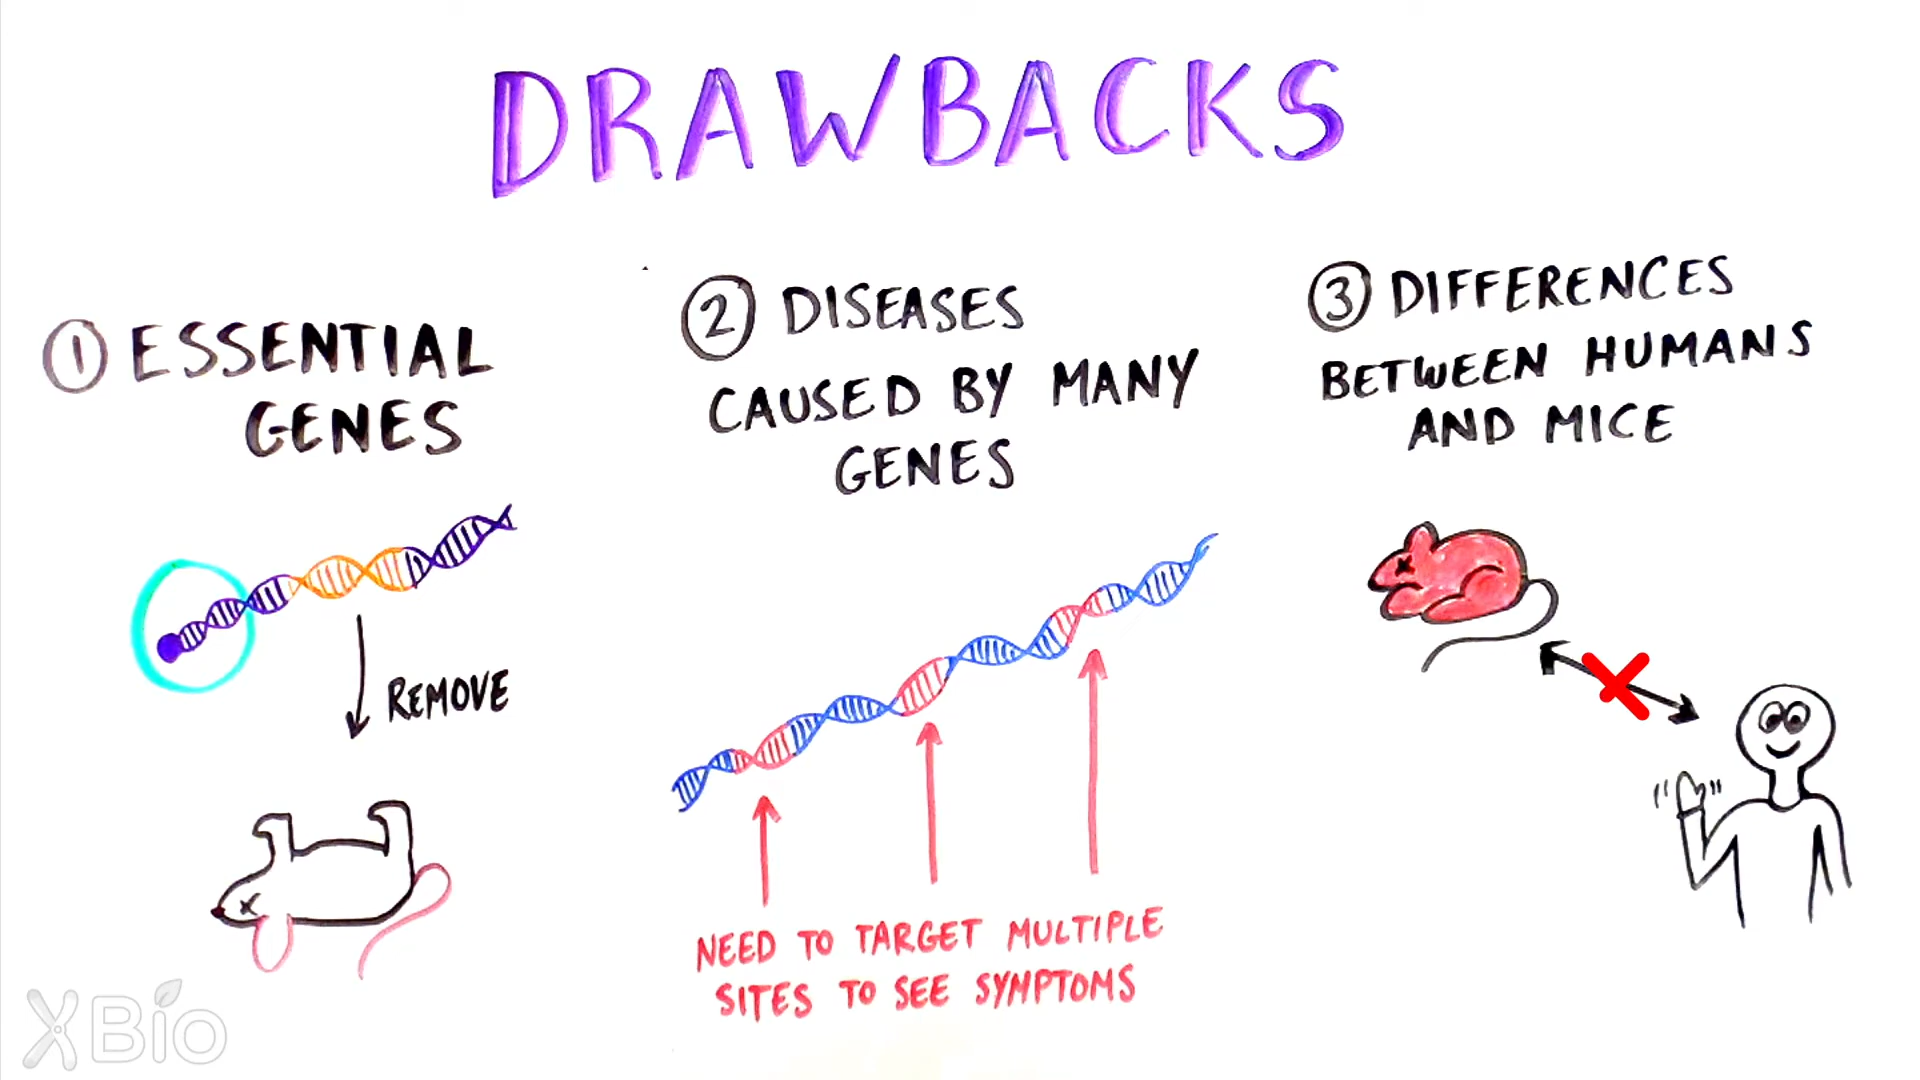 DRAWBACKS
① ESSENTIAL
GENES
REMOVE
② DISEASES
CAUSED BY MANY
GENES
NEED TO TARGET MULTIPLE
SITES TO SEE SYMPTOMS
③ DIFFERENCES
BETWEEN HUMANS
AND MICE
XBio